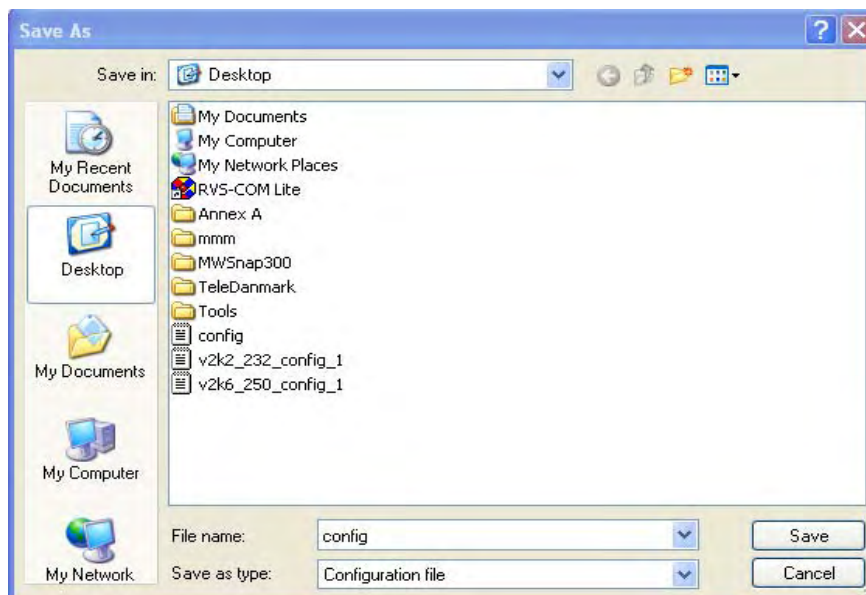 Save As
Save in:
Desktop
My Recent
Documents
Desktop
My Documents
My Computer
My Network
My Documents
My Computer
My Network Places
RVS-COM Lite
Annex A
mmm
MWSnap300
TeleDanmark
Tools
config
v2k2_232_config_1
v2k6_250_config_1
File name:
config
Save
Save as type:
Configuration file
Cancel